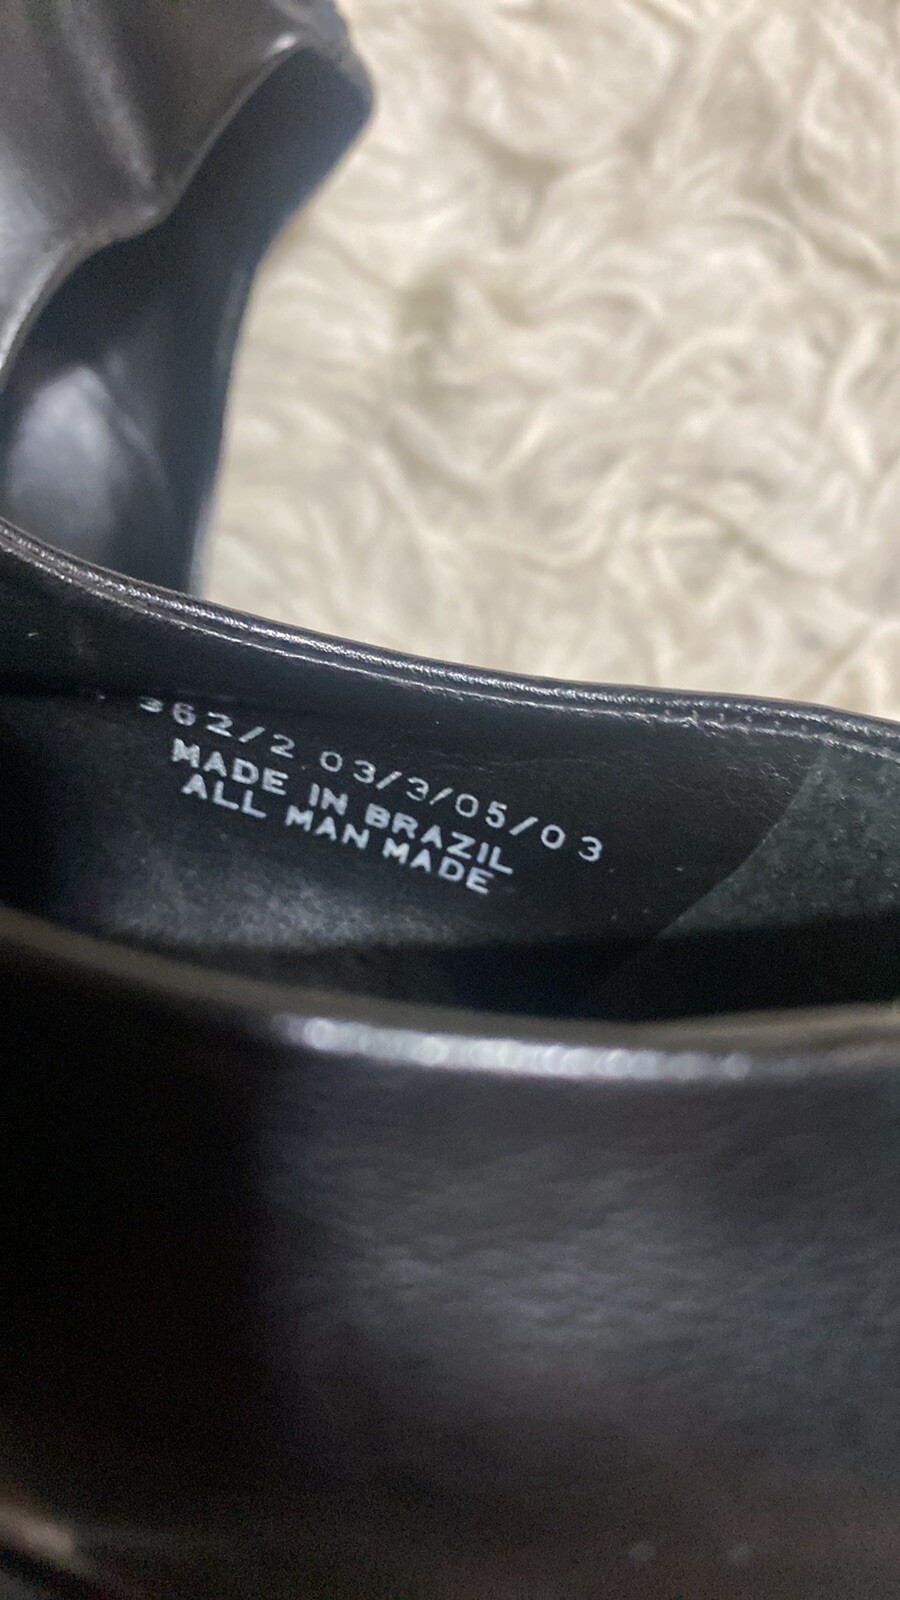 362/2 03/3/05/03
MADE IN BRAZIL
ALL MAN MADE